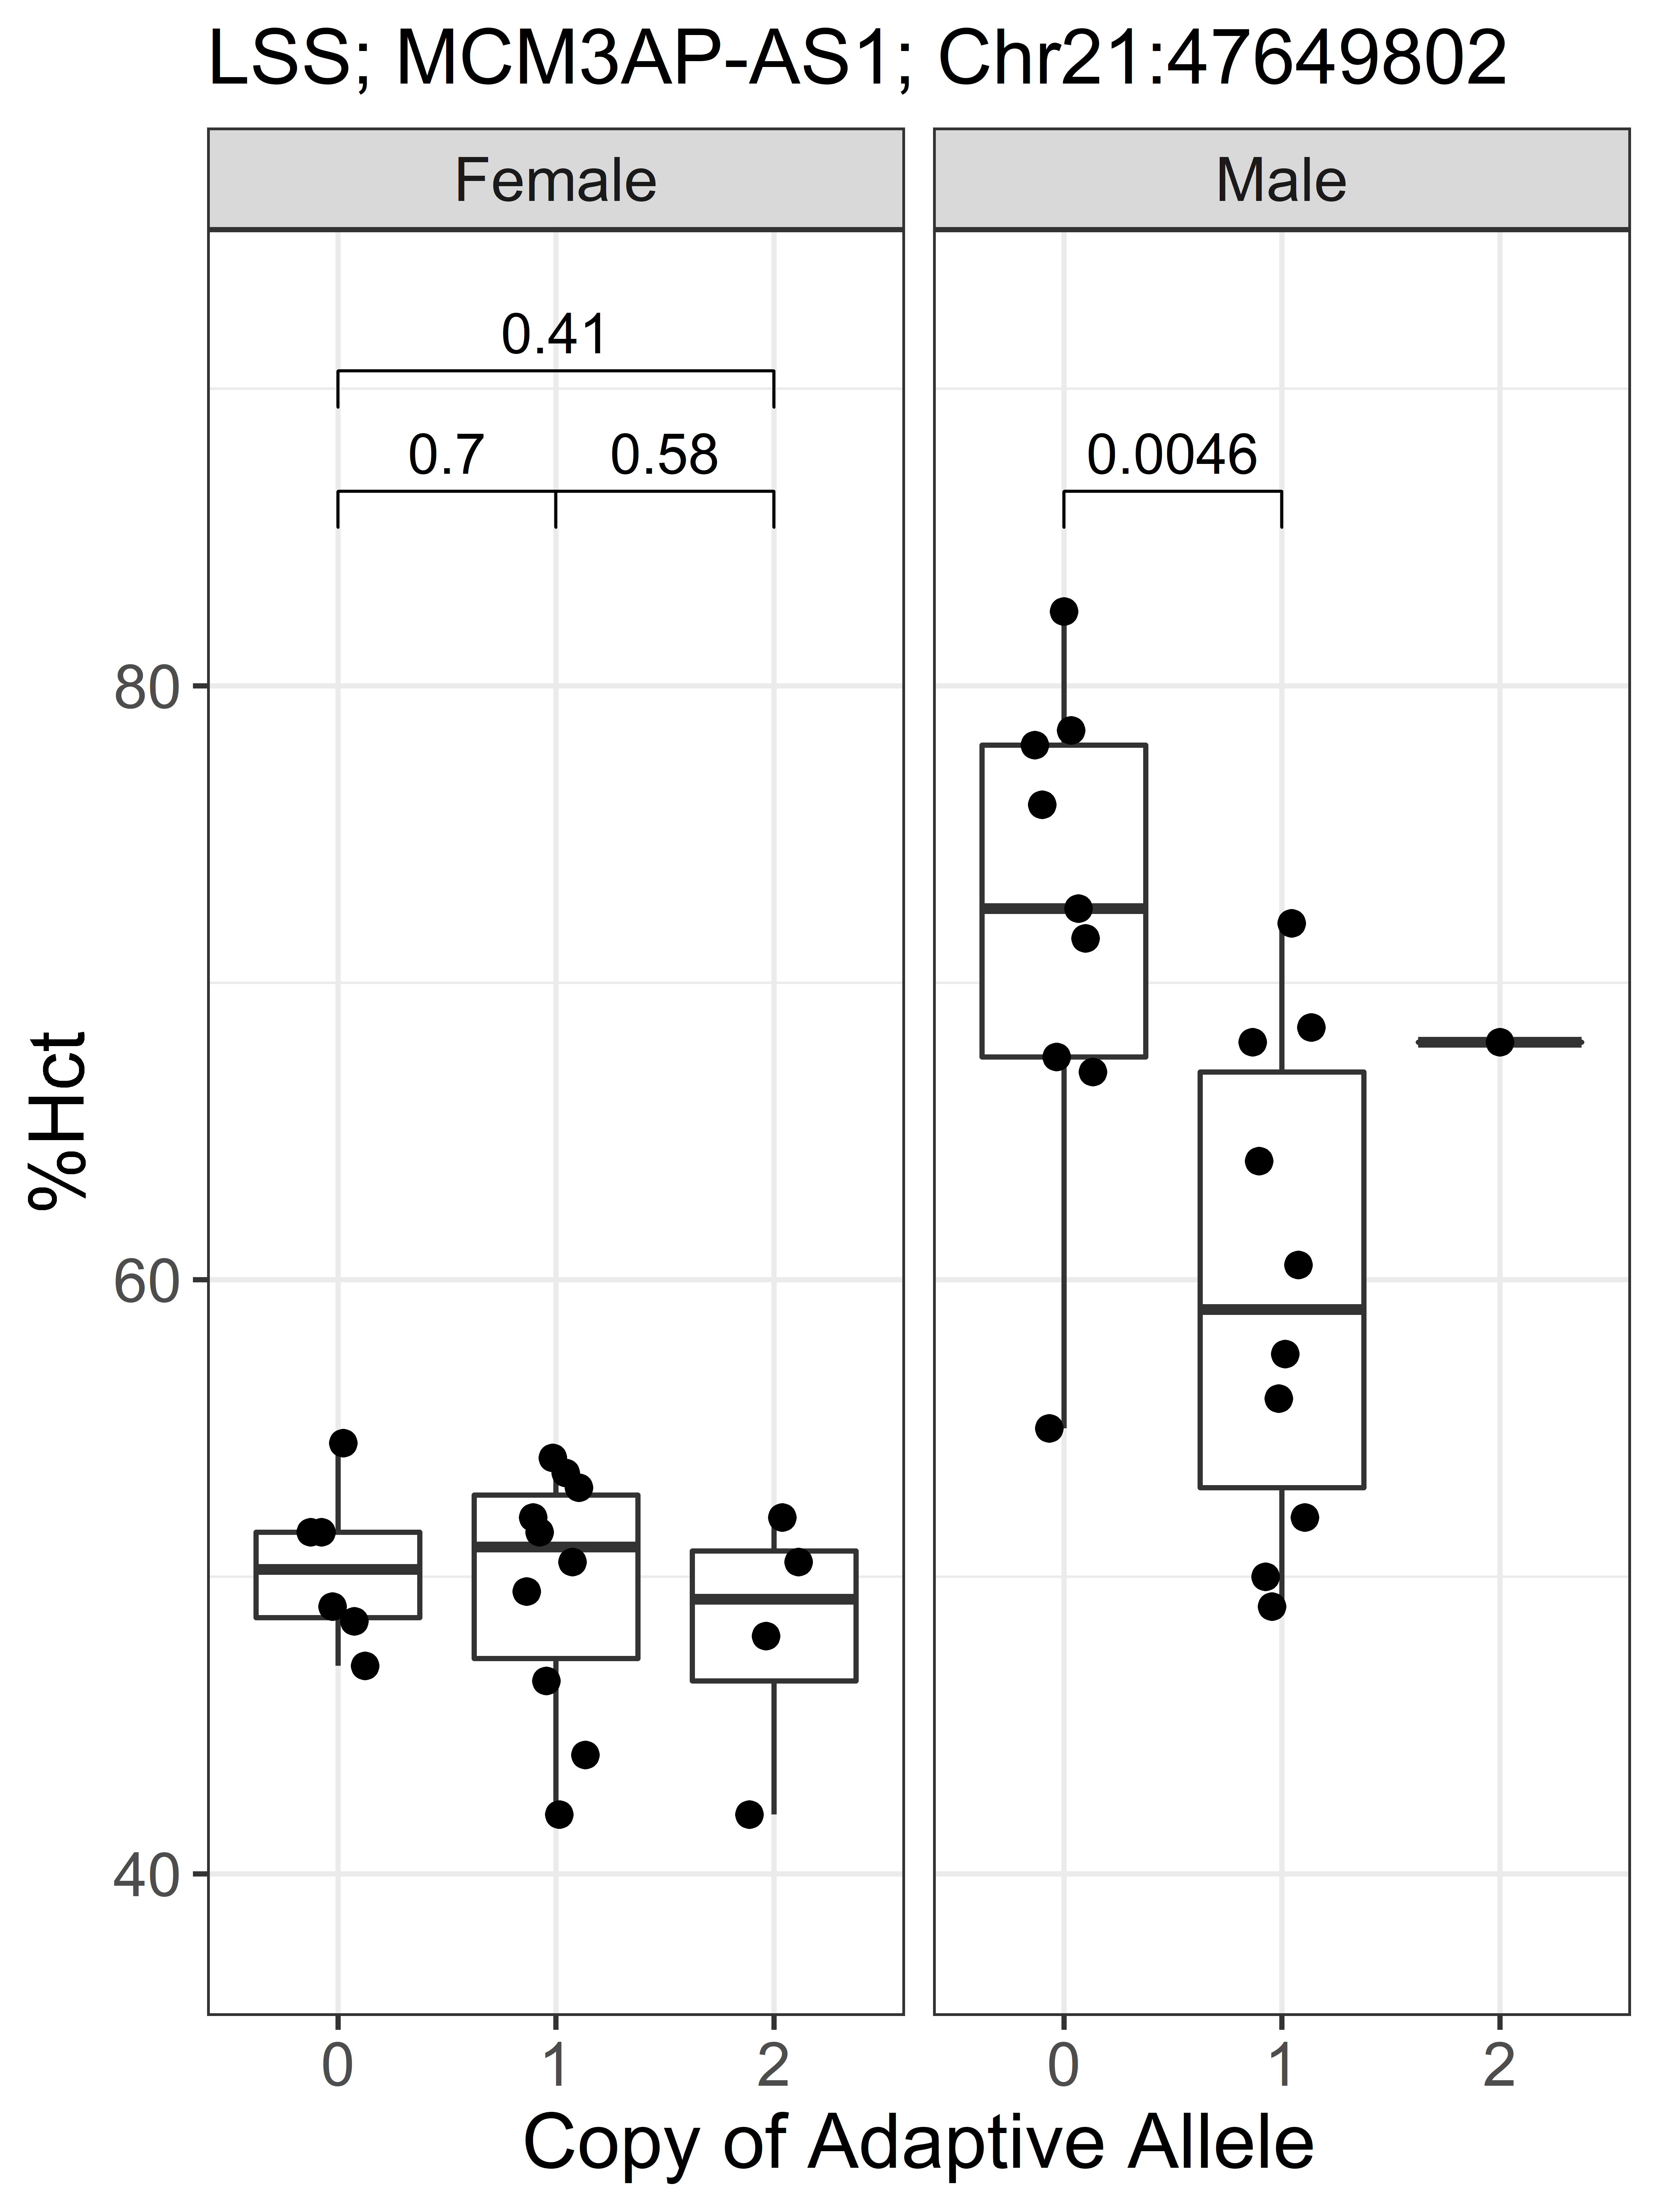 LSS; MCM3AP-AS1; Chr21:47649802
Female
Male
0.41
0.7
0.58
0.0046
%Hct
80
60
40
0
1
2
0
1
2
Copy of Adaptive Allele